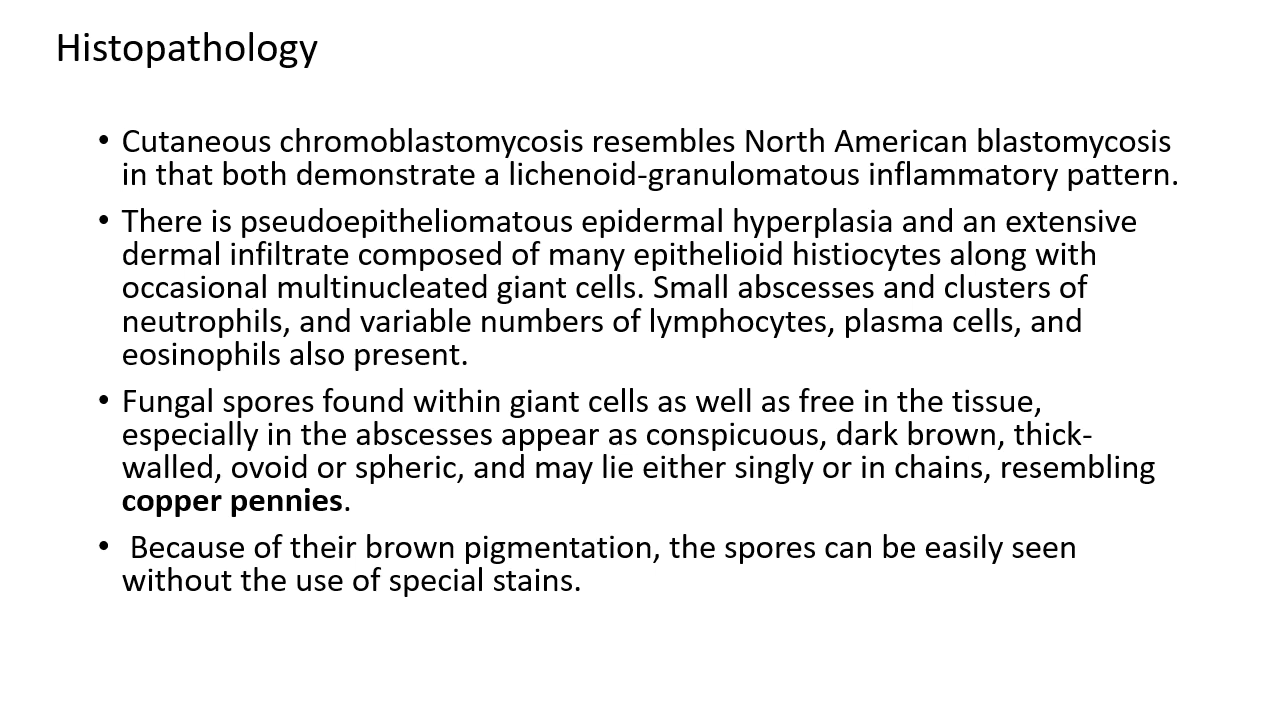 Histopathology
• Cutaneous chromoblastomycosis resembles North American blastomycosis
in that both demonstrate a lichenoid-granulomatous inflammatory pattern.
• There is pseudoepitheliomatous epidermal hyperplasia and an extensive
dermal infiltrate composed of many epithelioid histiocytes along with
occasional multinucleated giant cells. Small abscesses and clusters of
neutrophils, and variable numbers of lymphocytes, plasma cells, and
eosinophils also present.
• Fungal spores found within giant cells as well as free in the tissue,
especially in the abscesses appear as conspicuous, dark brown, thick-
walled, ovoid or spheric, and may lie either singly or in chains, resembling
copper pennies.
• Because of their brown pigmentation, the spores can be easily seen
without the use of special stains.